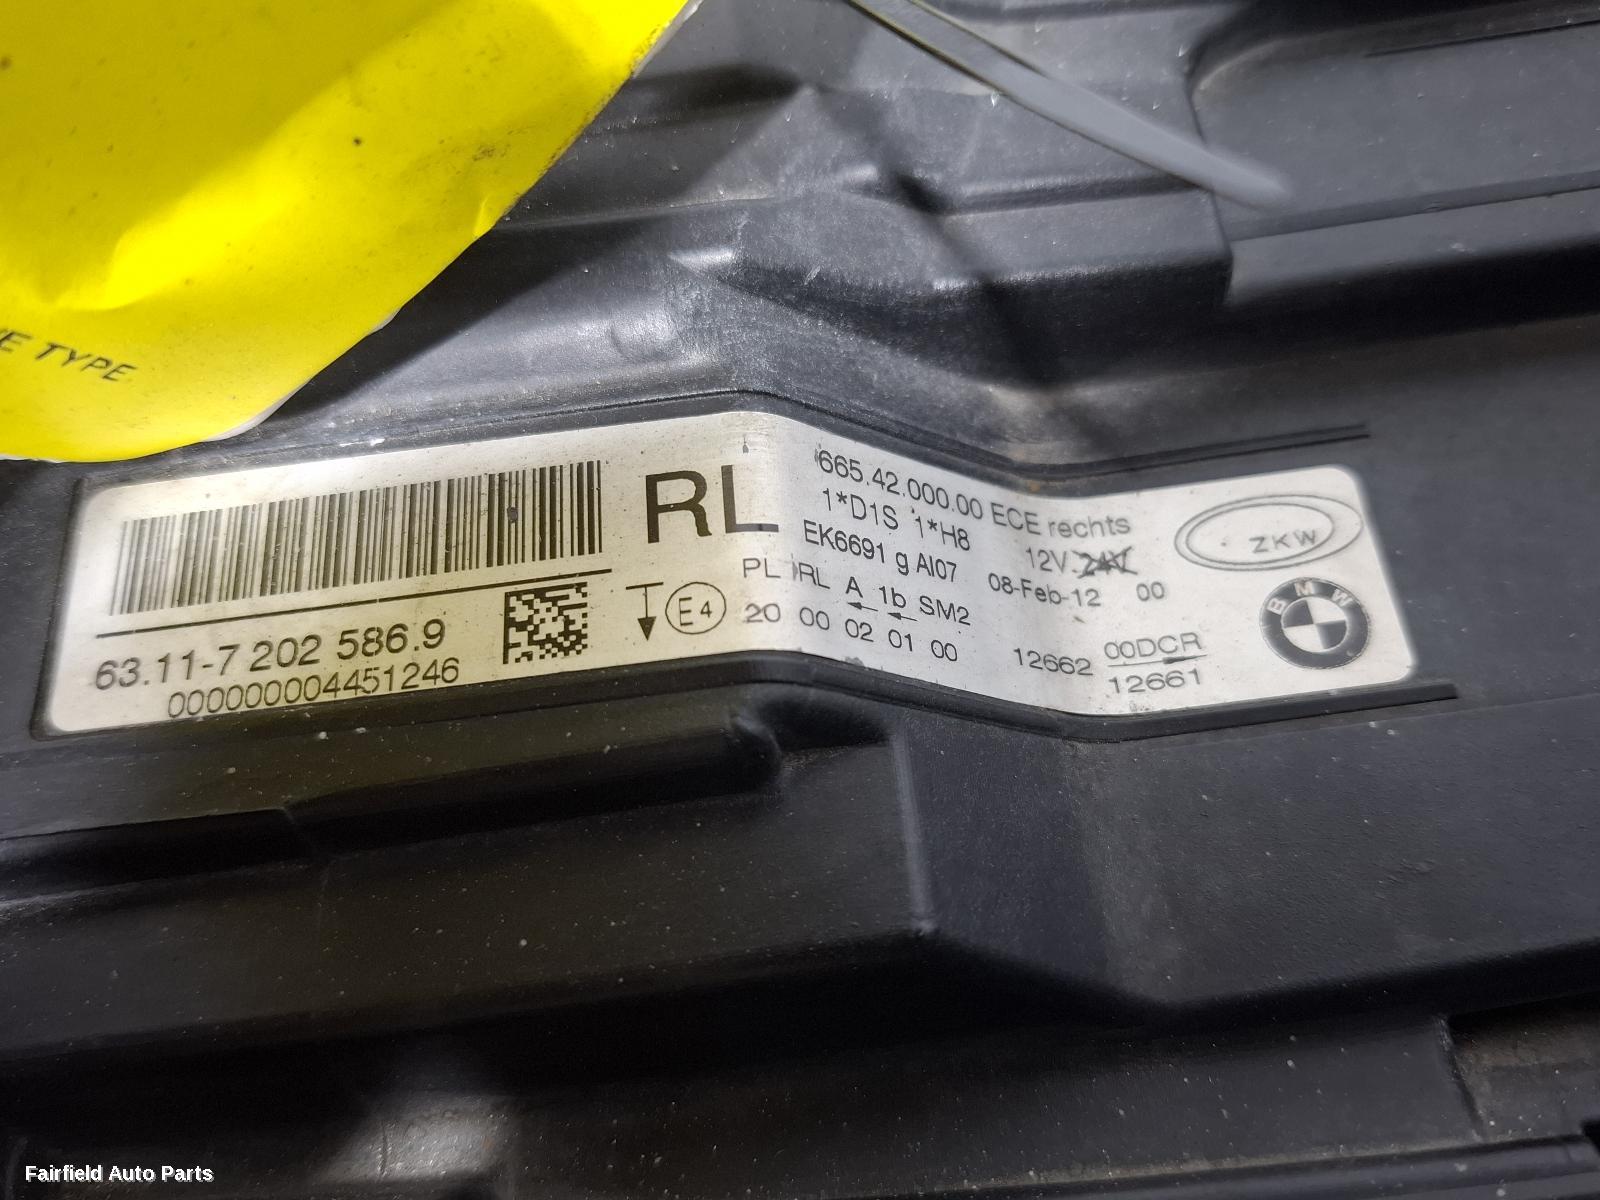 E TYPE
RL
63.11-7 202 586.9
000000004451246
E4
665.42.000.00 ECE rechts
1*D1S 1*H8 12V 24V
EK6691 g AI07 08-Feb-12 00
PL RL A 1b SM2
20 00 02 01 00
12662 00DCR
12661
ZKW
BMW
Fairfield Auto Parts